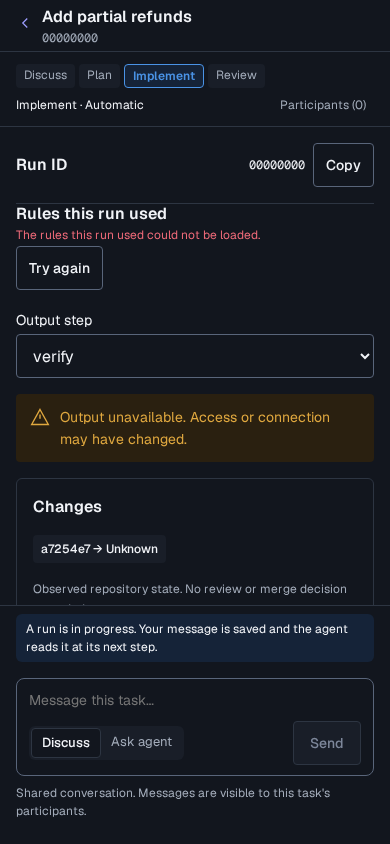 Add partial refunds
00000000
Discuss
Plan
Implement
Review
Implement · Automatic
Participants (0)
Run ID
00000000
Copy
Rules this run used
The rules this run used could not be loaded.
Try again
Output step
verify
Output unavailable. Access or connection
may have changed.
Changes
a7254e7 → Unknown
Observed repository state. No review or merge decision
A run is in progress. Your message is saved and the agent
reads it at its next step.
Message this task...
Discuss
Ask agent
Send
Shared conversation. Messages are visible to this task's
participants.